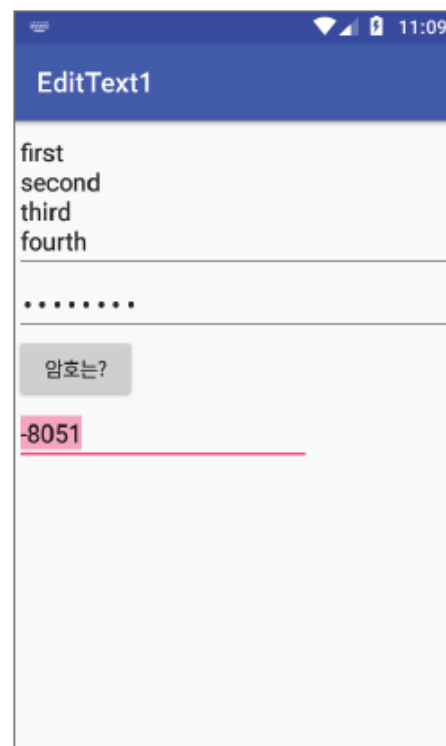 11:09
EditText1
first
second
third
fourth
••••••••
암호는?
-8051